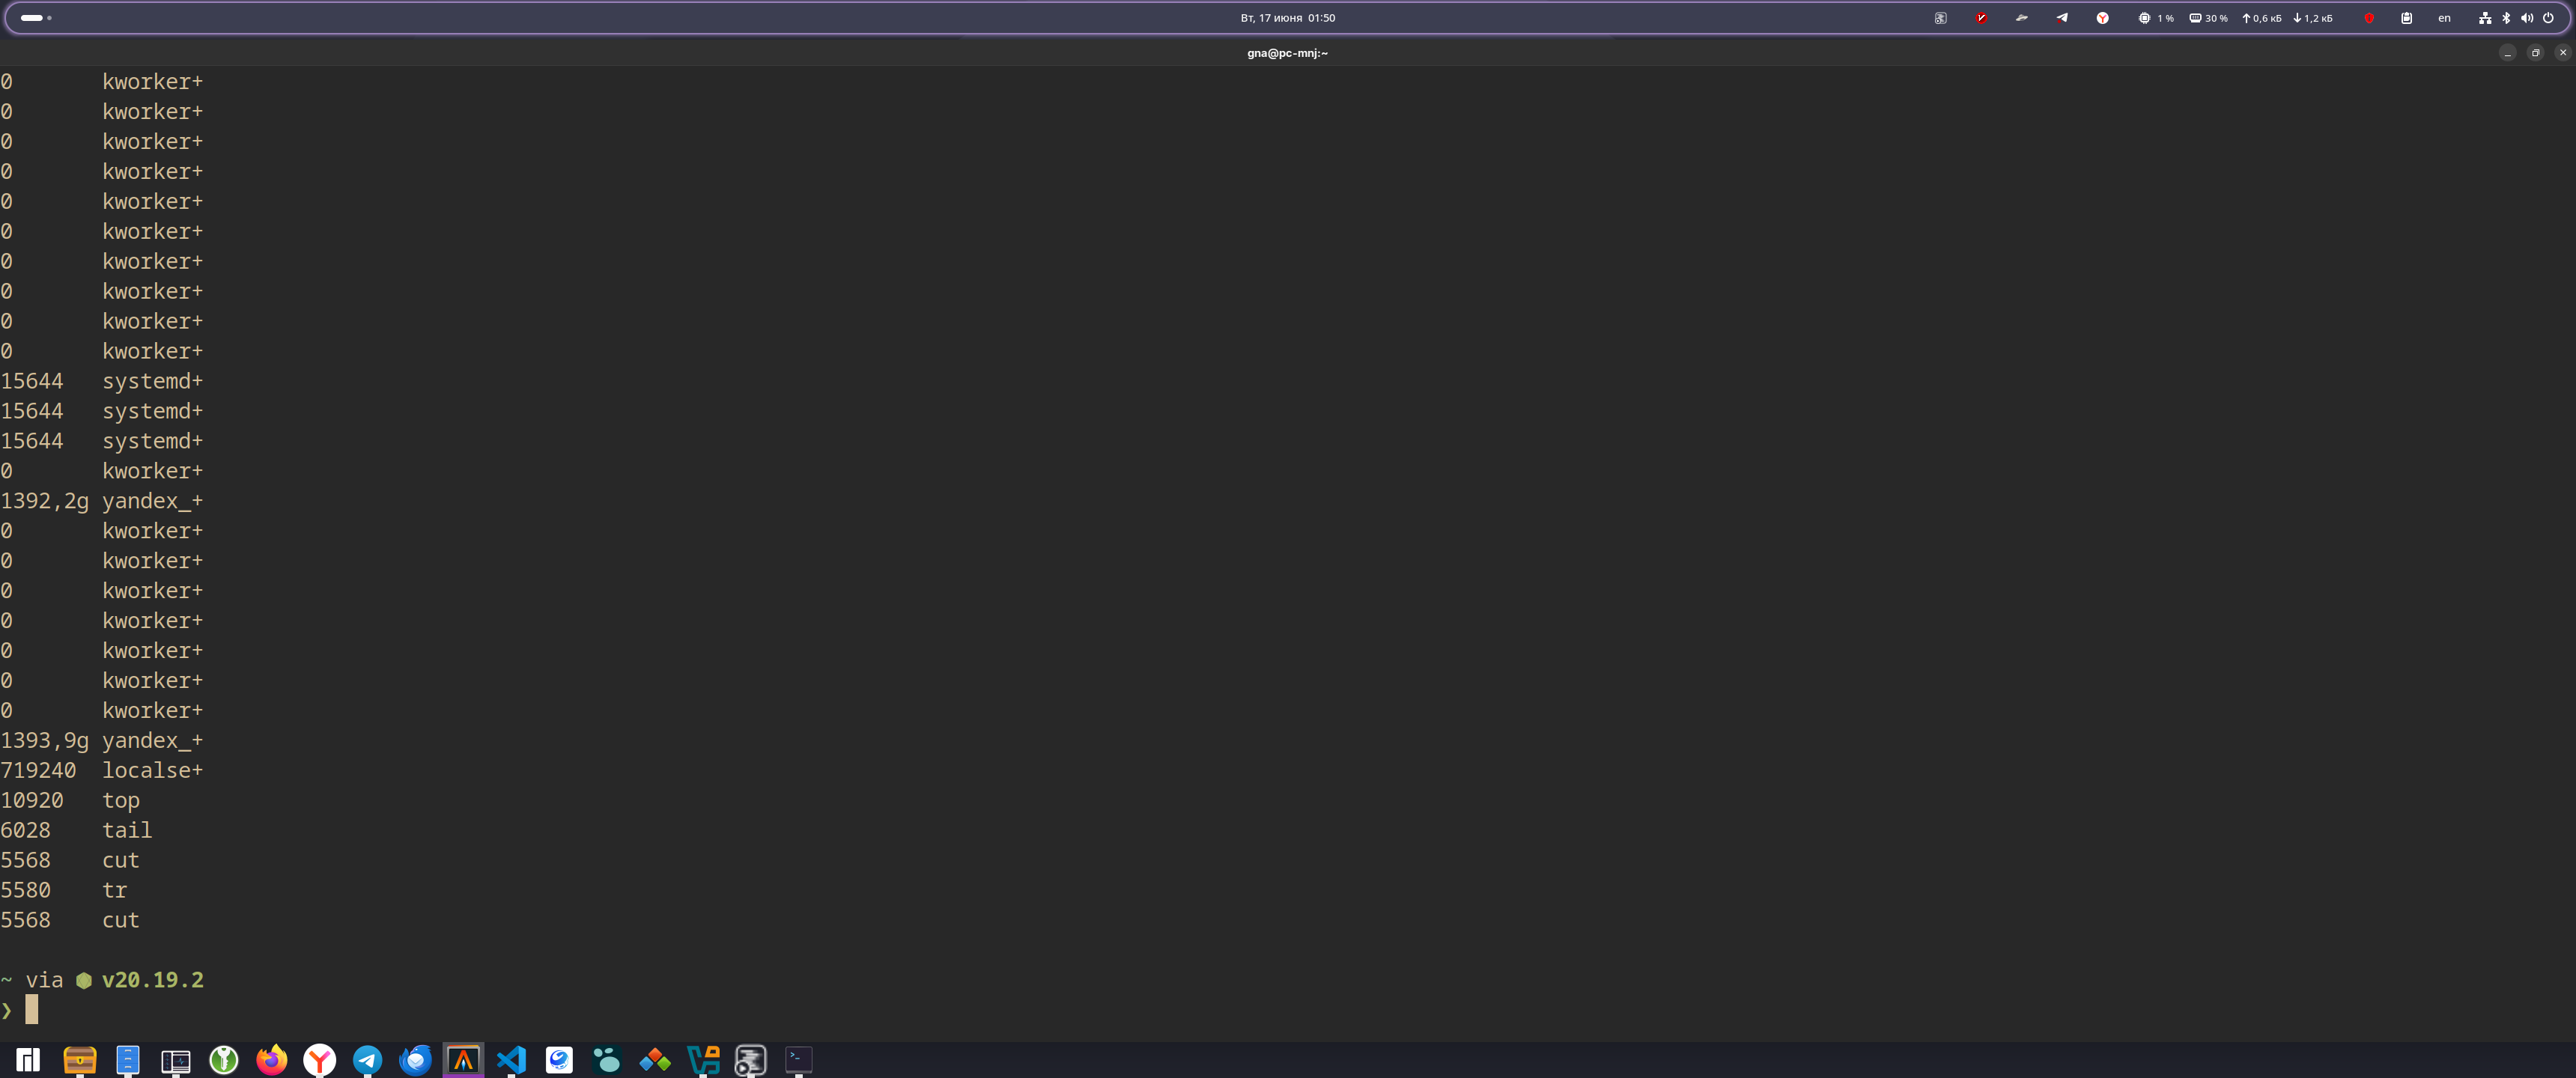 Вт, 17 июня 01:50
1 % 30 % 0,6 кБ 1,2 кБ en
gna@pc-mnj:~
0 kworker+
0 kworker+
0 kworker+
0 kworker+
0 kworker+
0 kworker+
0 kworker+
0 kworker+
0 kworker+
0 kworker+
15644 systemd+
15644 systemd+
15644 systemd+
0 kworker+
1392,2g yandex_+
0 kworker+
0 kworker+
0 kworker+
0 kworker+
0 kworker+
0 kworker+
0 kworker+
1393,9g yandex_+
719240 localse+
10920 top
6028 tail
5568 cut
5580 tr
5568 cut
~ via ⬢ v20.19.2
❯